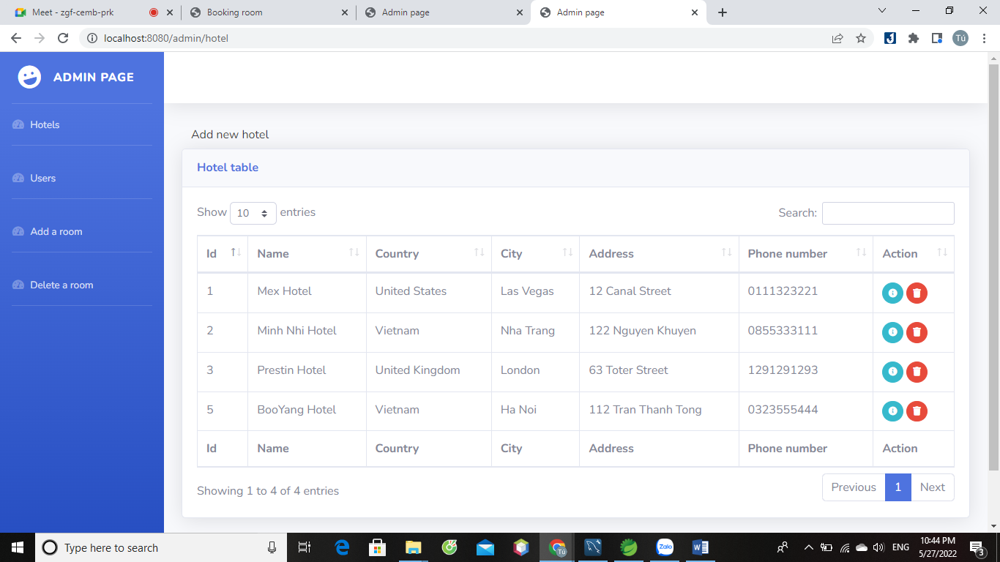 Meet - zgf-cemb-prk
Booking room
Admin page
Admin page
localhost:8080/admin/hotel
Tú
ADMIN PAGE
Hotels
Users
Add a room
Delete a room
Add new hotel
Hotel table
Show 10 entries
Search:
Id Name Country City Address Phone number Action
1 Mex Hotel United States Las Vegas 12 Canal Street 0111323221
2 Minh Nhi Hotel Vietnam Nha Trang 122 Nguyen Khuyen 0855333111
3 Prestin Hotel United Kingdom London 63 Toter Street 1291291293
5 BooYang Hotel Vietnam Ha Noi 112 Tran Thanh Tong 0323555444
Id Name Country City Address Phone number Action
Showing 1 to 4 of 4 entries
Previous 1 Next
Type here to search
Tú
Zalo
W
ENG
10:44 PM
5/27/2022
3